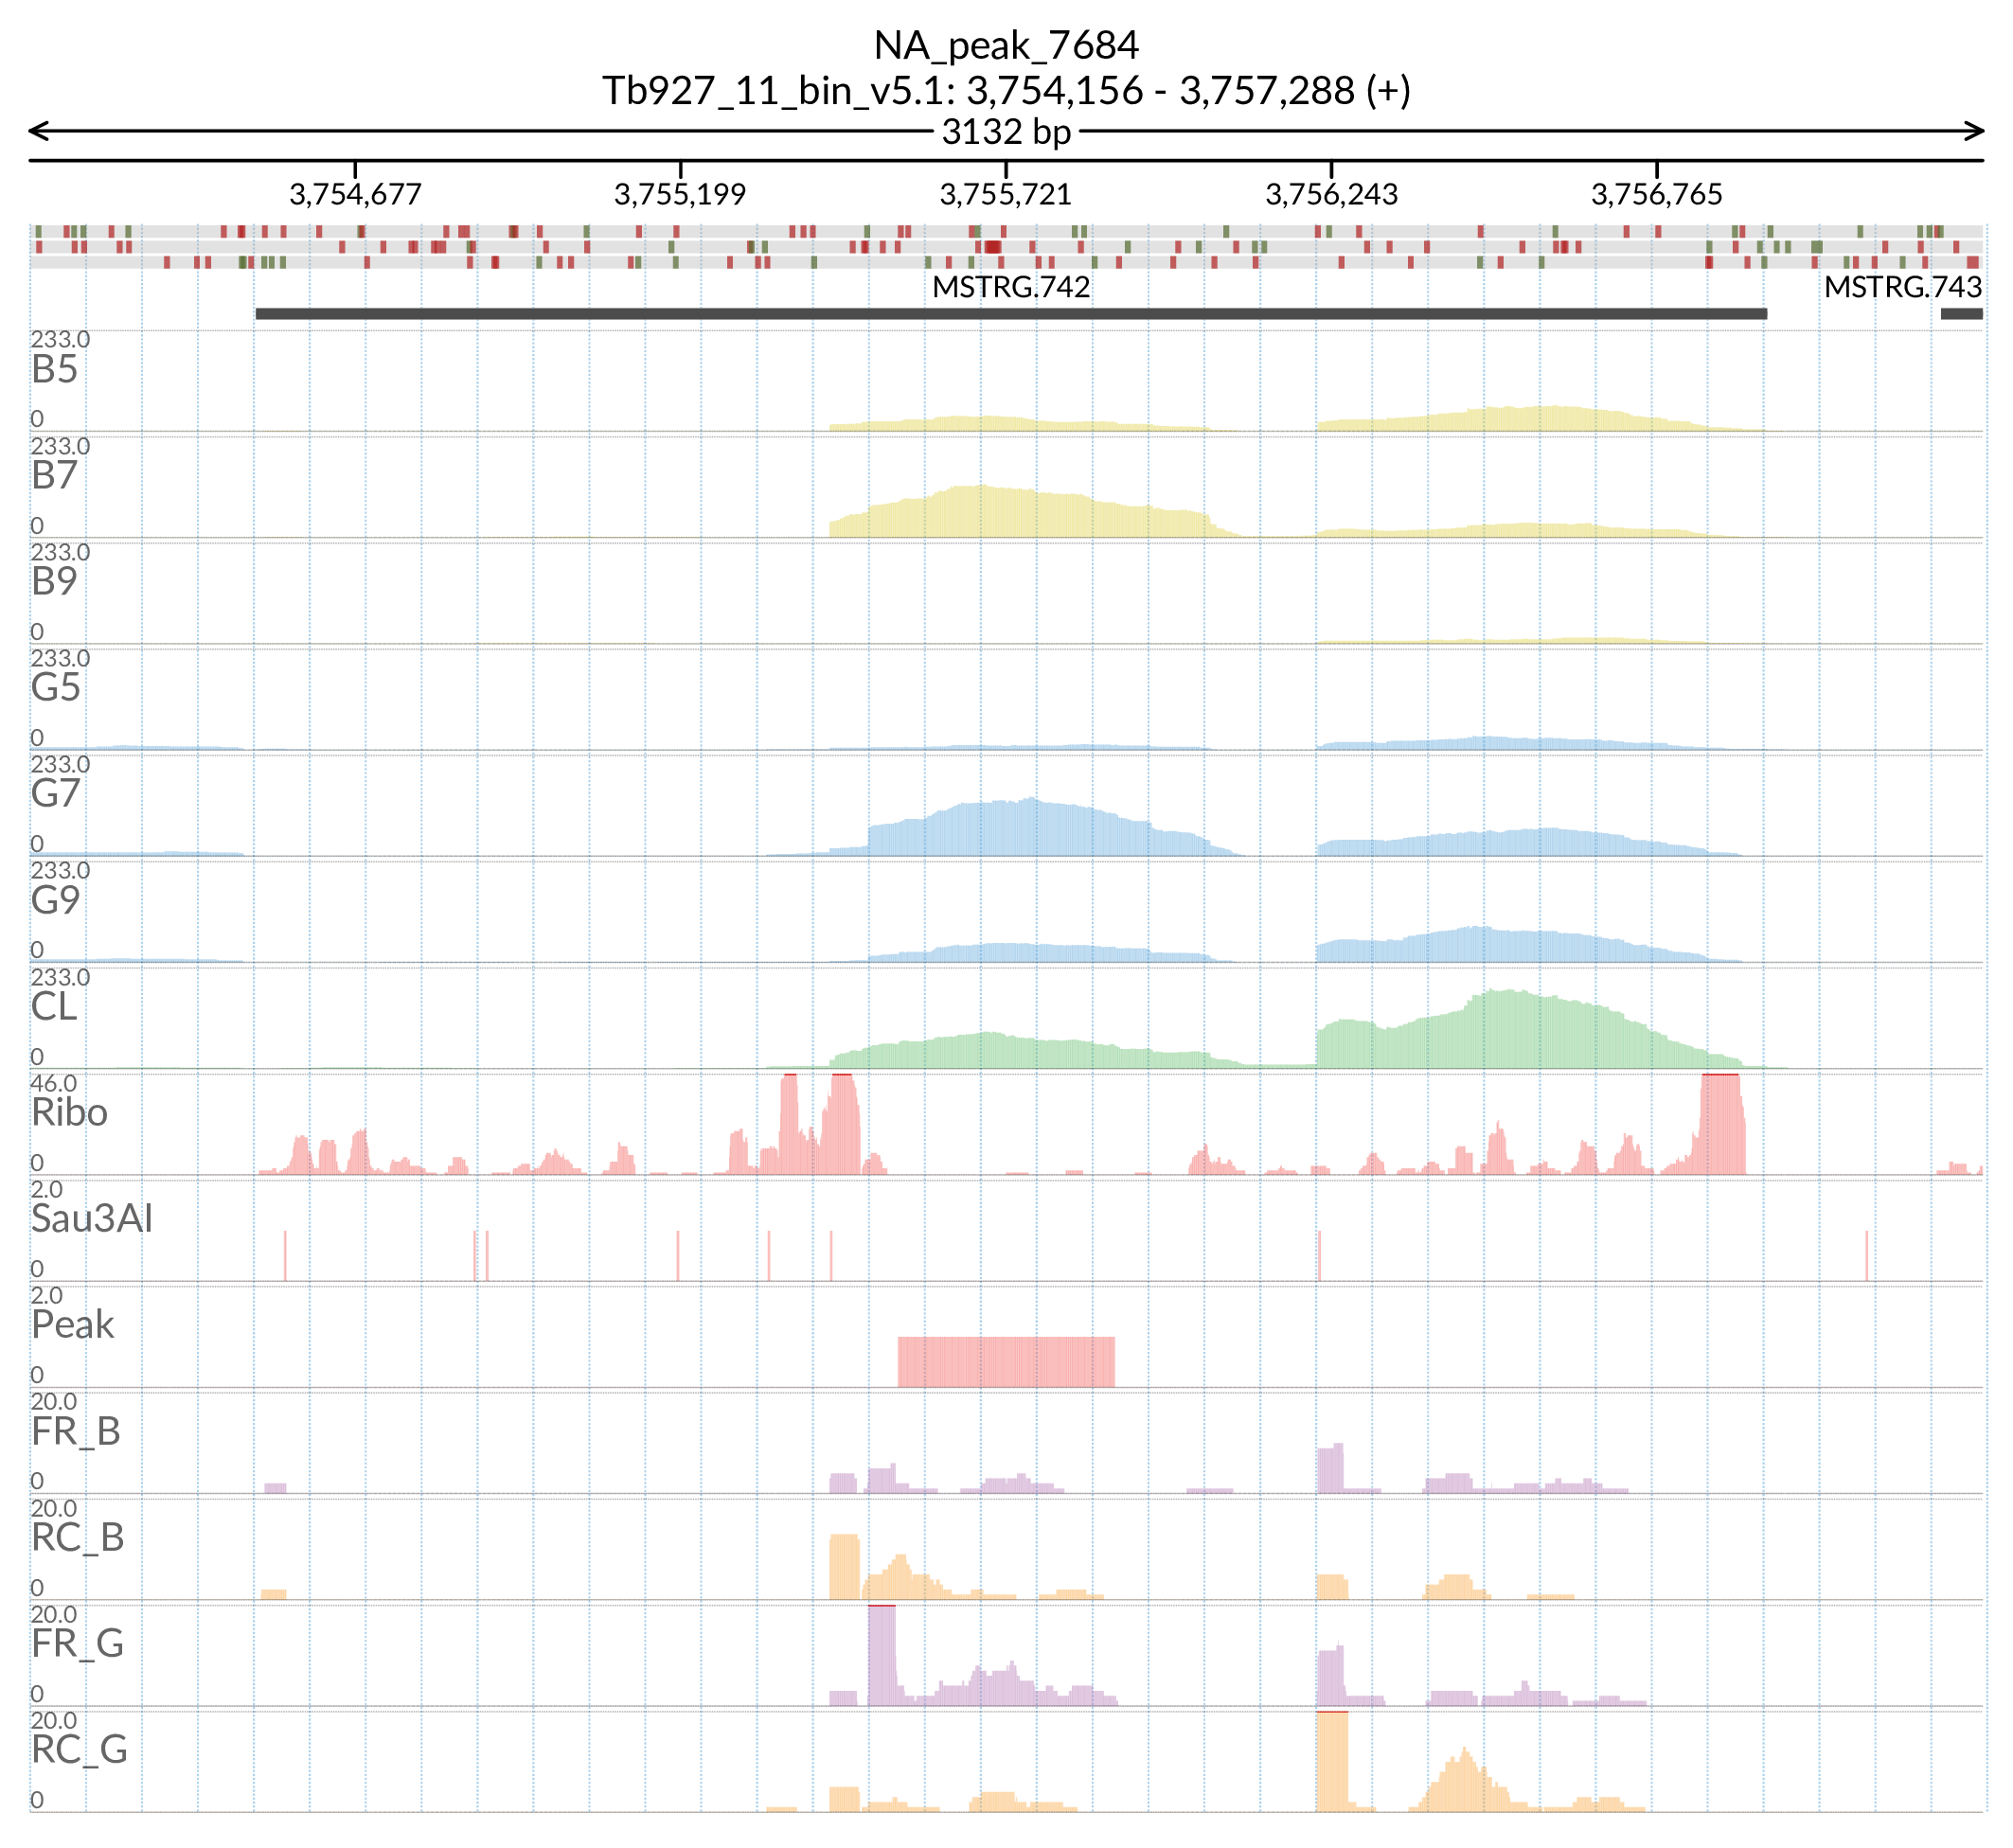 NA_peak_7684
Tb927_11_bin_v5.1: 3,754,156 - 3,757,288 (+)
3132 bp
3,754,677 3,755,199 3,755,721 3,756,243 3,756,765
MSTRG.742 MSTRG.743
233.0
B5
0
233.0
B7
0
233.0
B9
0
233.0
G5
0
233.0
G7
0
233.0
G9
0
233.0
CL
0
46.0
Ribo
0
2.0
Sau3AI
0
2.0
Peak
0
20.0
FR_B
0
20.0
RC_B
0
20.0
FR_G
0
20.0
RC_G
0